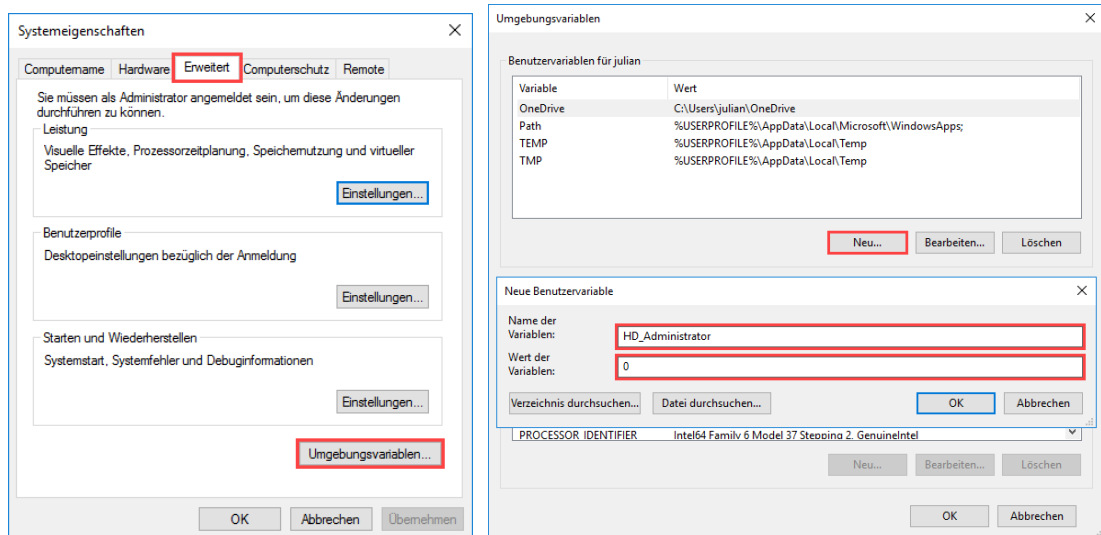 Systemeigenschaften
Computername Hardware Erweitert Computerschutz Remote
Sie müssen als Administrator angemeldet sein, um diese Änderungen
durchführen zu können.
Leistung
Visuelle Effekte, Prozessorzeitplanung, Speichernutzung und virtueller
Speicher
Einstellungen...
Benutzerprofile
Desktopeinstellungen bezüglich der Anmeldung
Einstellungen...
Starten und Wiederherstellen
Systemstart, Systemfehler und Debuginformationen
Einstellungen...
Umgebungsvariablen...
OK Abbrechen Übernehmen
Umgebungsvariablen
Benutzervariablen für julian
Variable Wert
OneDrive C:\Users\julian\OneDrive
Path %USERPROFILE%\AppData\Local\Microsoft\WindowsApps;
TEMP %USERPROFILE%\AppData\Local\Temp
TMP %USERPROFILE%\AppData\Local\Temp
Neu... Bearbeiten... Löschen
Neue Benutzervariable
Name der
Variablen:
HD_Administrator
Wert der
Variablen:
0
Verzeichnis durchsuchen... Datei durchsuchen... OK Abbrechen
PROCESSOR_IDENTIFIER Intel64 Family 6 Model 37 Stepping 2, GenuineIntel
Neu... Bearbeiten... Löschen
OK Abbrechen